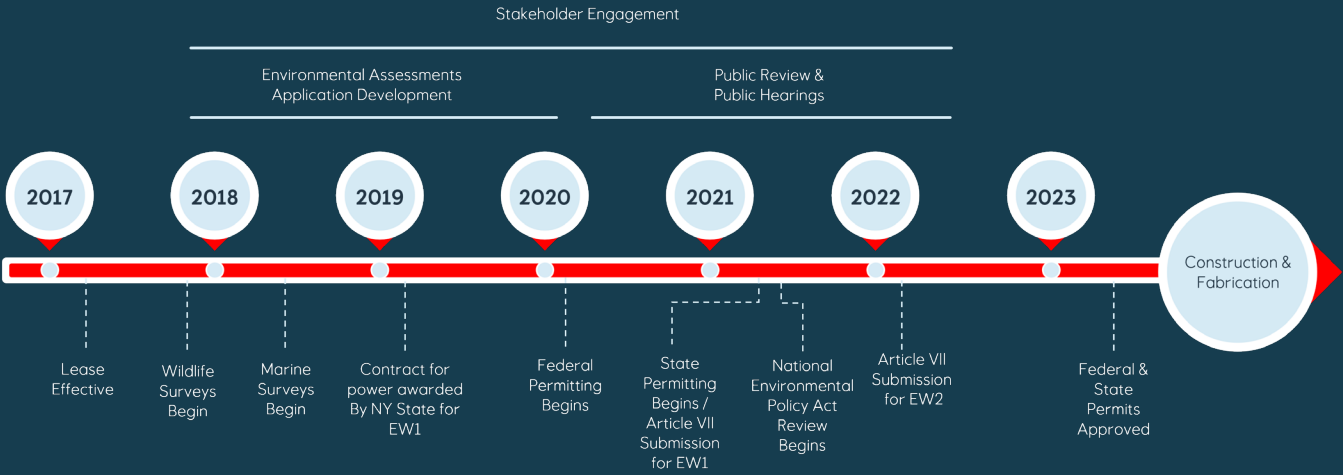 Stakeholder Engagement
Environmental Assessments
Application Development
Public Review &
Public Hearings
2017
2018
2019
2020
2021
2022
2023
Construction &
Fabrication
Lease
Effective
Wildlife
Surveys
Begin
Marine
Surveys
Begin
Contract for
power awarded
By NY State for
EW1
Federal
Permitting
Begins
State
Permitting
Begins /
Article VII
Submission
for EW1
National
Environmental
Policy Act
Review
Begins
Article VII
Submission
for EW2
Federal &
State
Permits
Approved